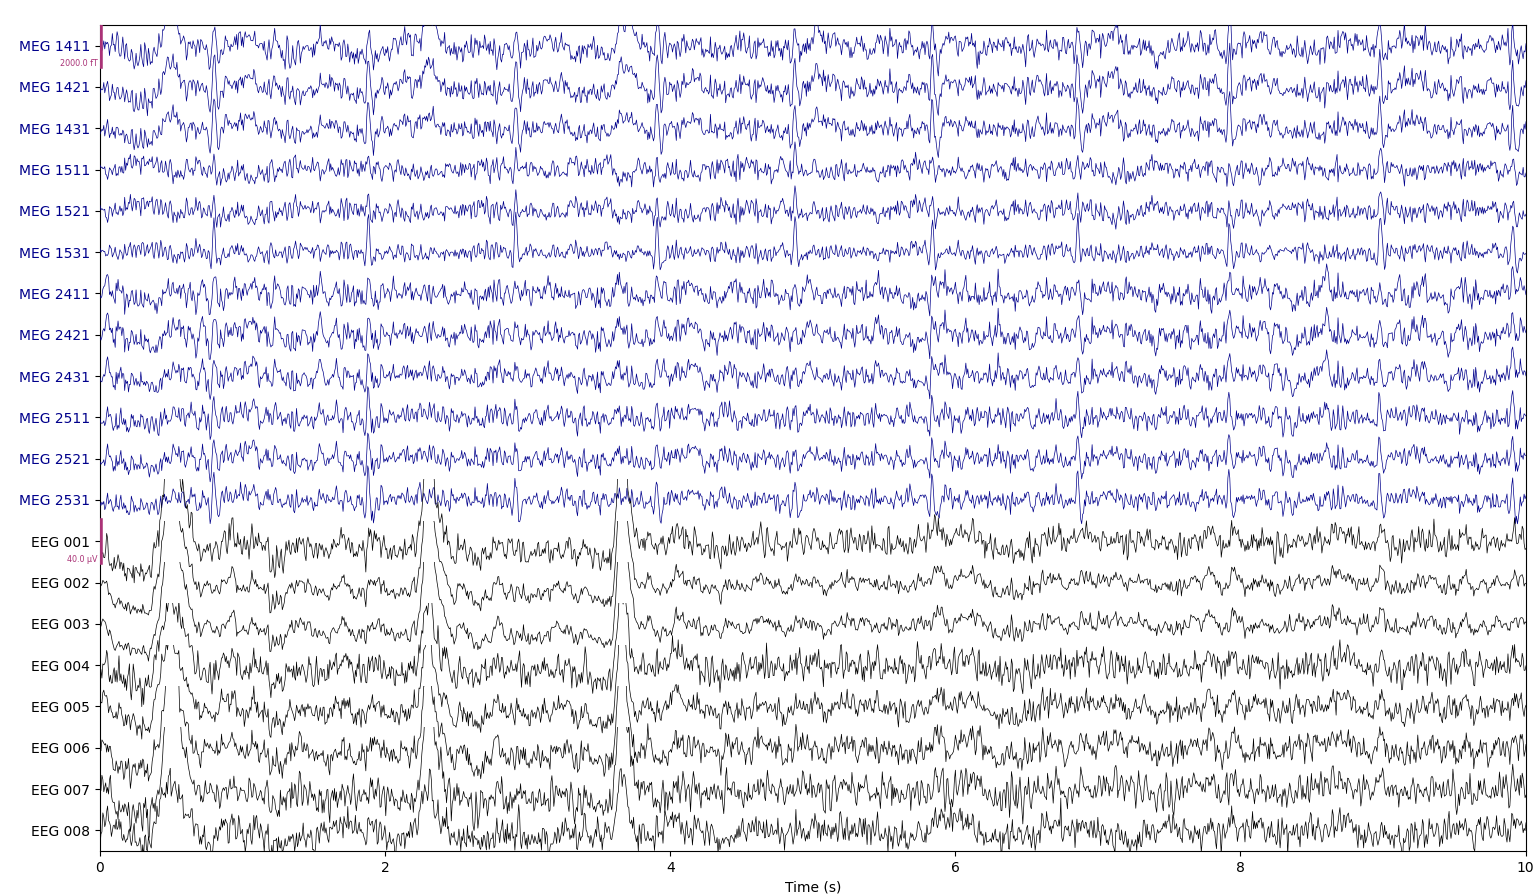 MEG 1411
2000.0 fT
MEG 1421
MEG 1431
MEG 1511
MEG 1521
MEG 1531
MEG 2411
MEG 2421
MEG 2431
MEG 2511
MEG 2521
MEG 2531
EEG 001
40.0 µV
EEG 002
EEG 003
EEG 004
EEG 005
EEG 006
EEG 007
EEG 008
0 2 4 6 8 10
Time (s)